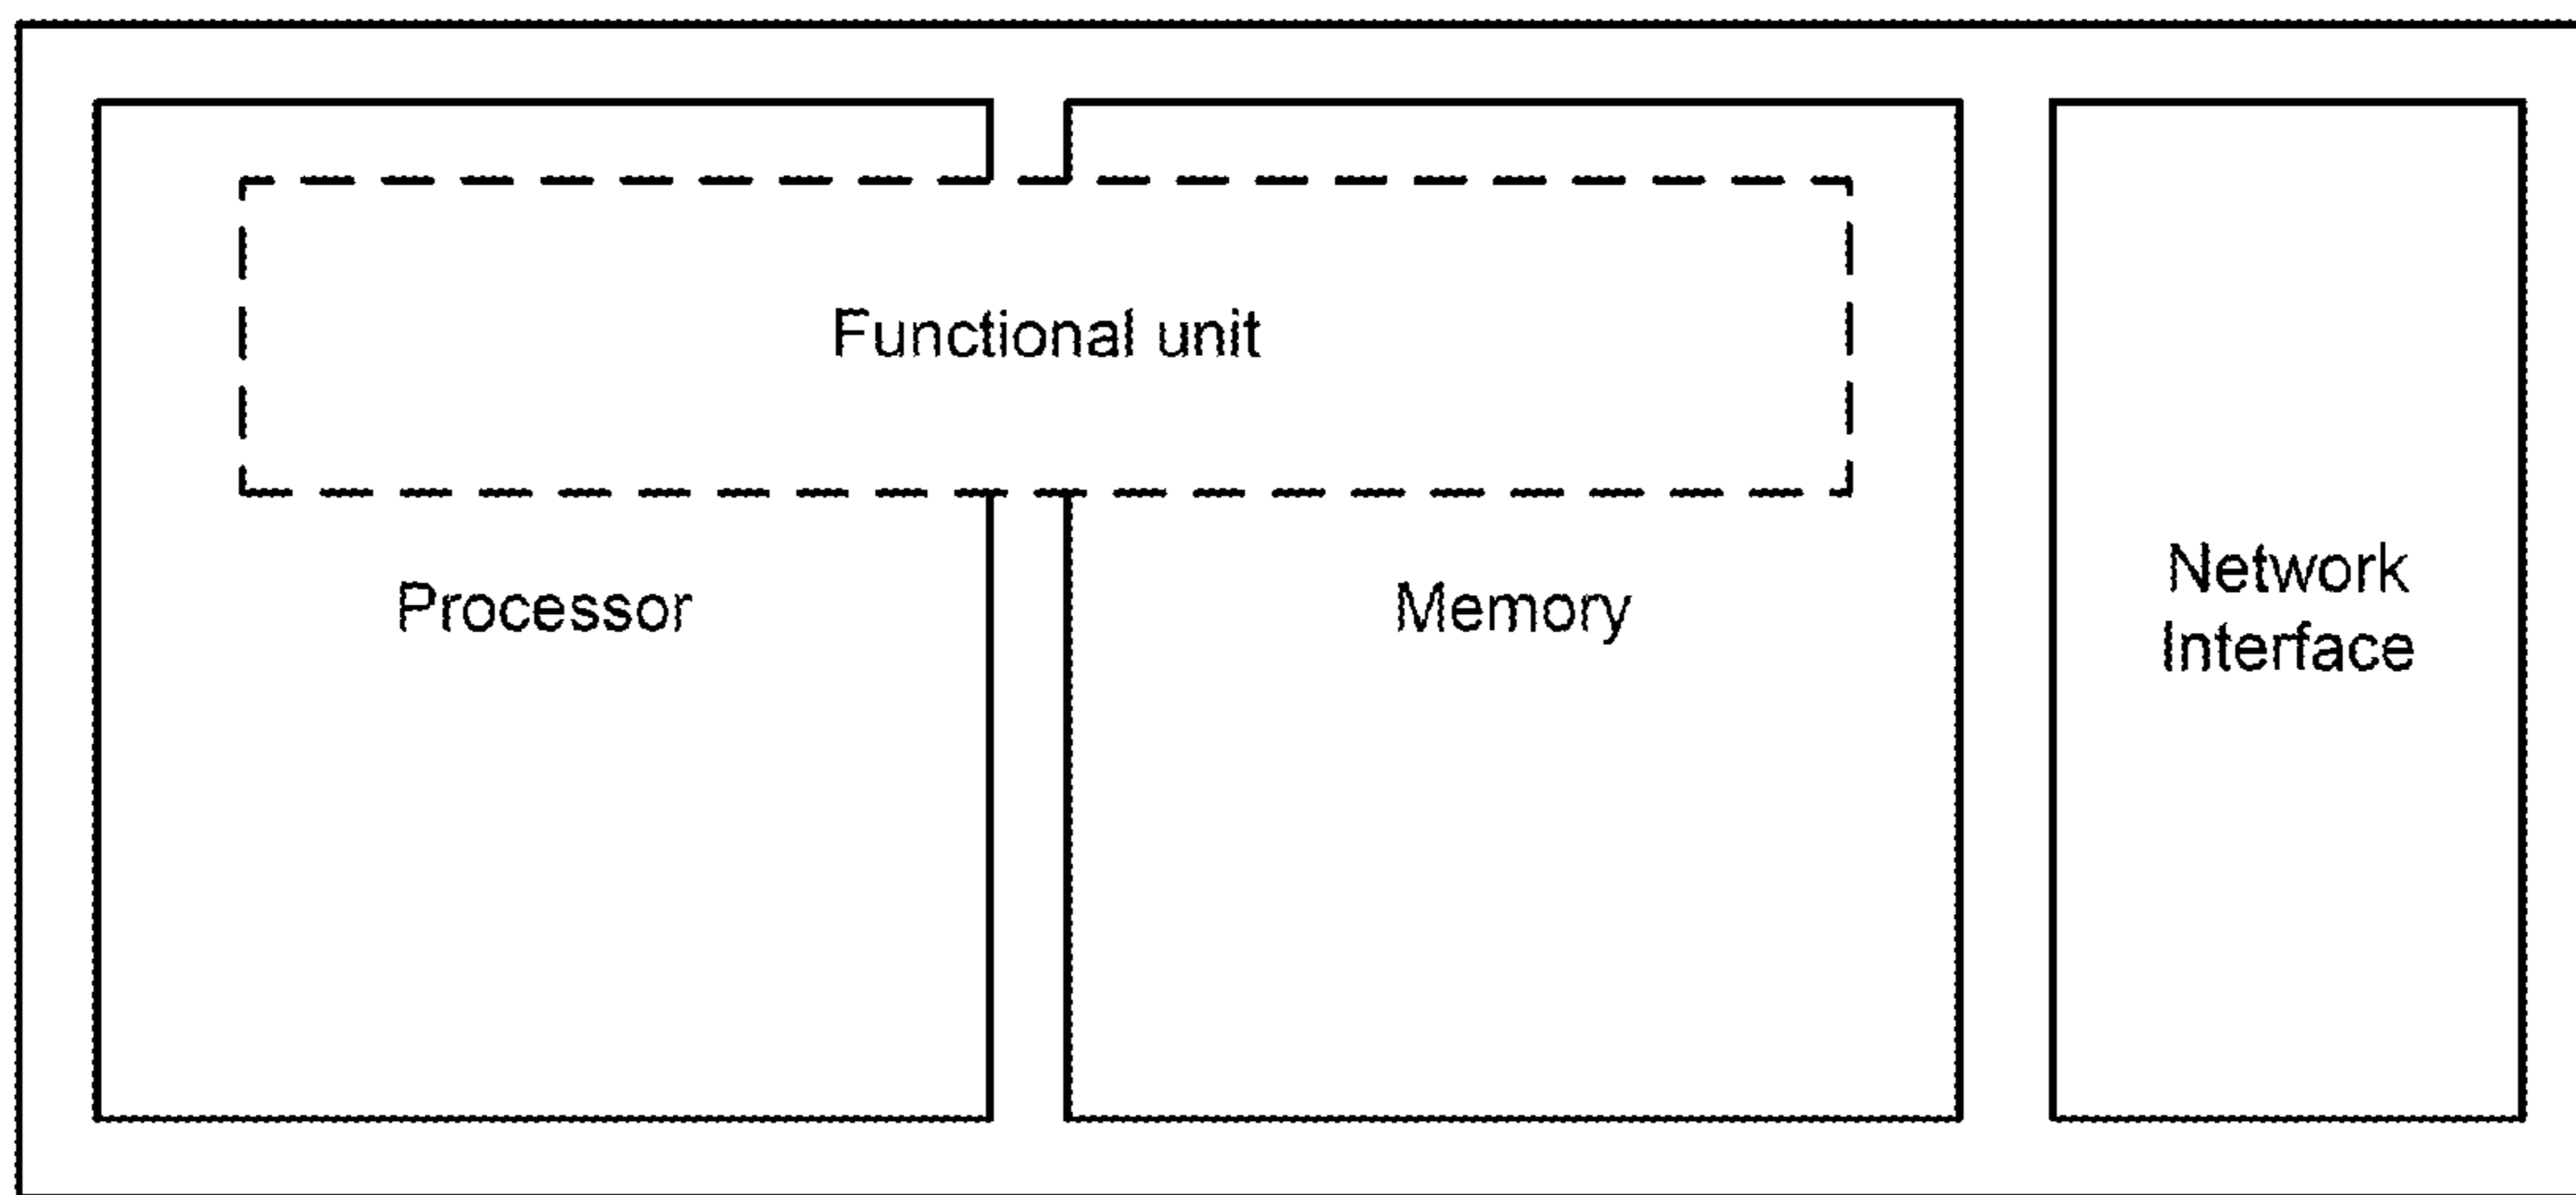 Functional unit
Processor
Memory
Network
Interface